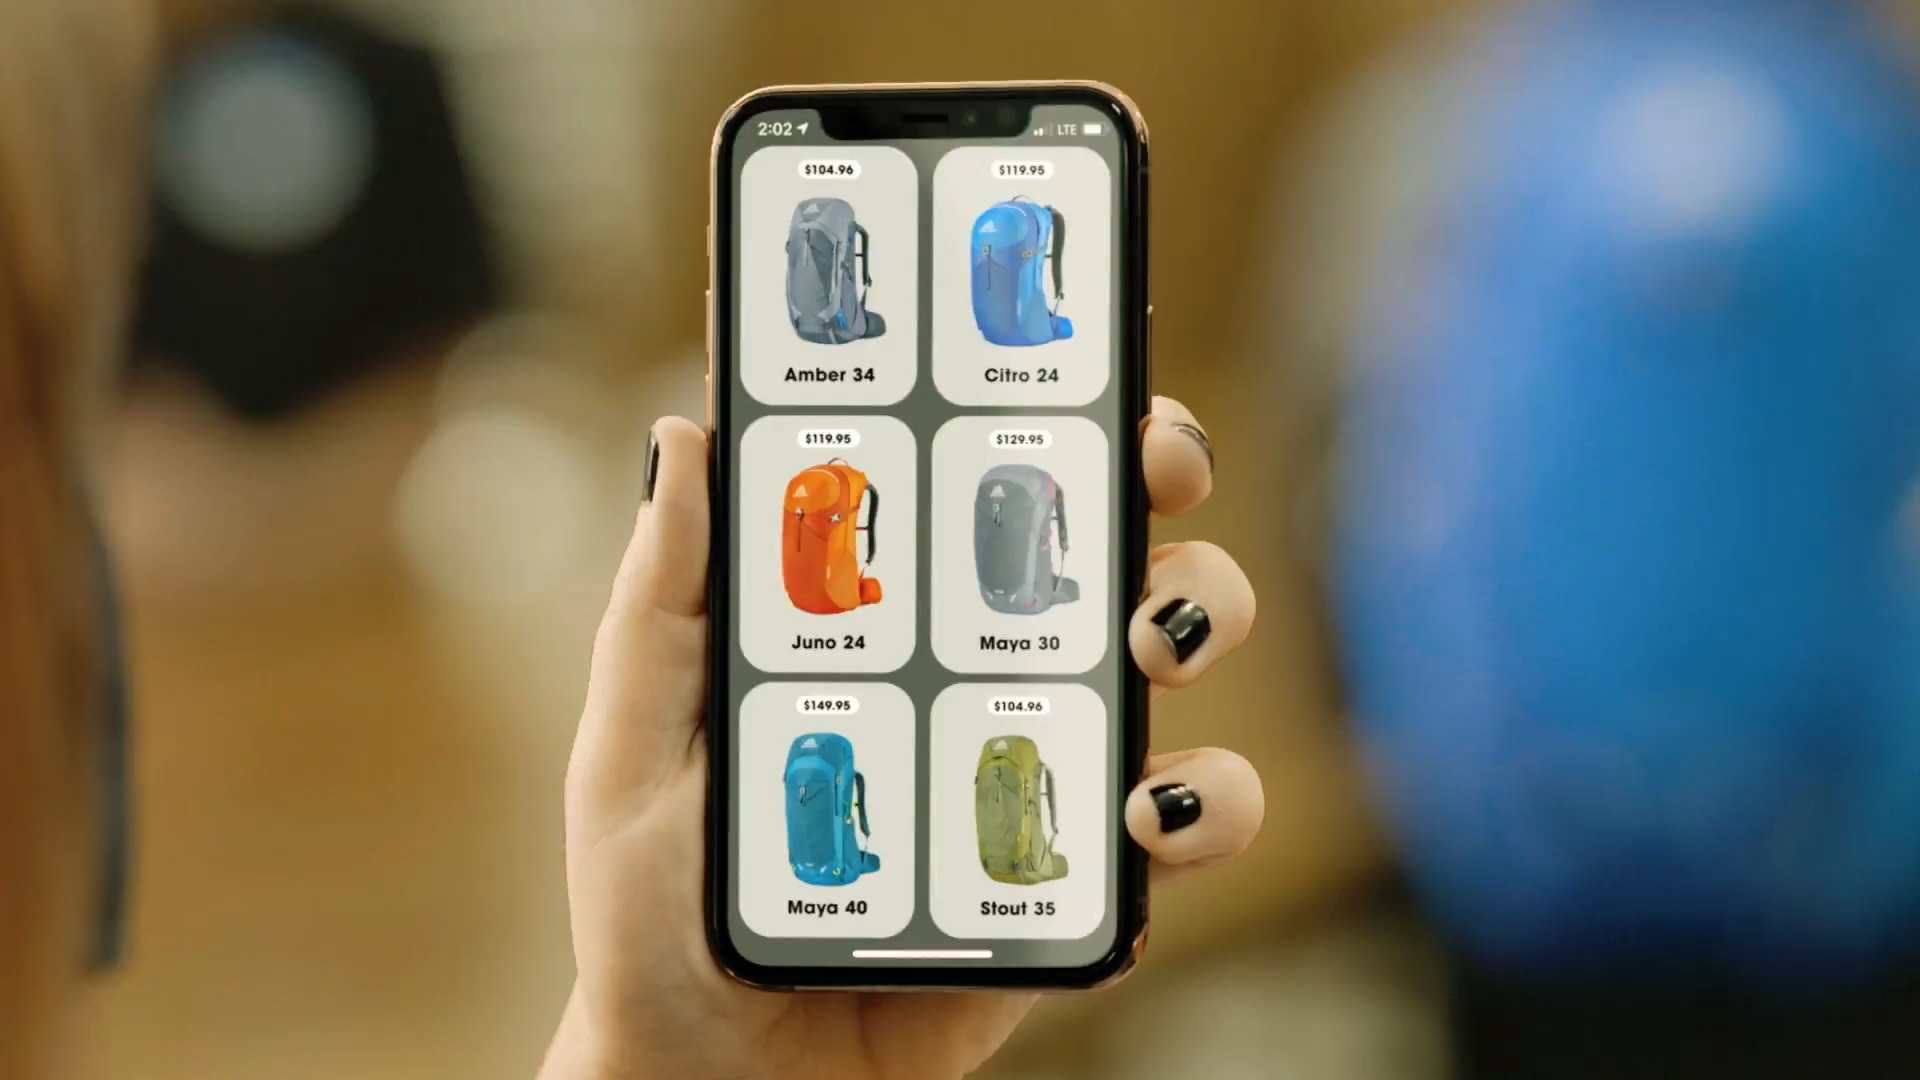 2:02 LTE
$104.96 $119.95
Amber 34 Citro 24
$119.95 $129.95
Juno 24 Maya 30
$149.95 $104.96
Maya 40 Stout 35